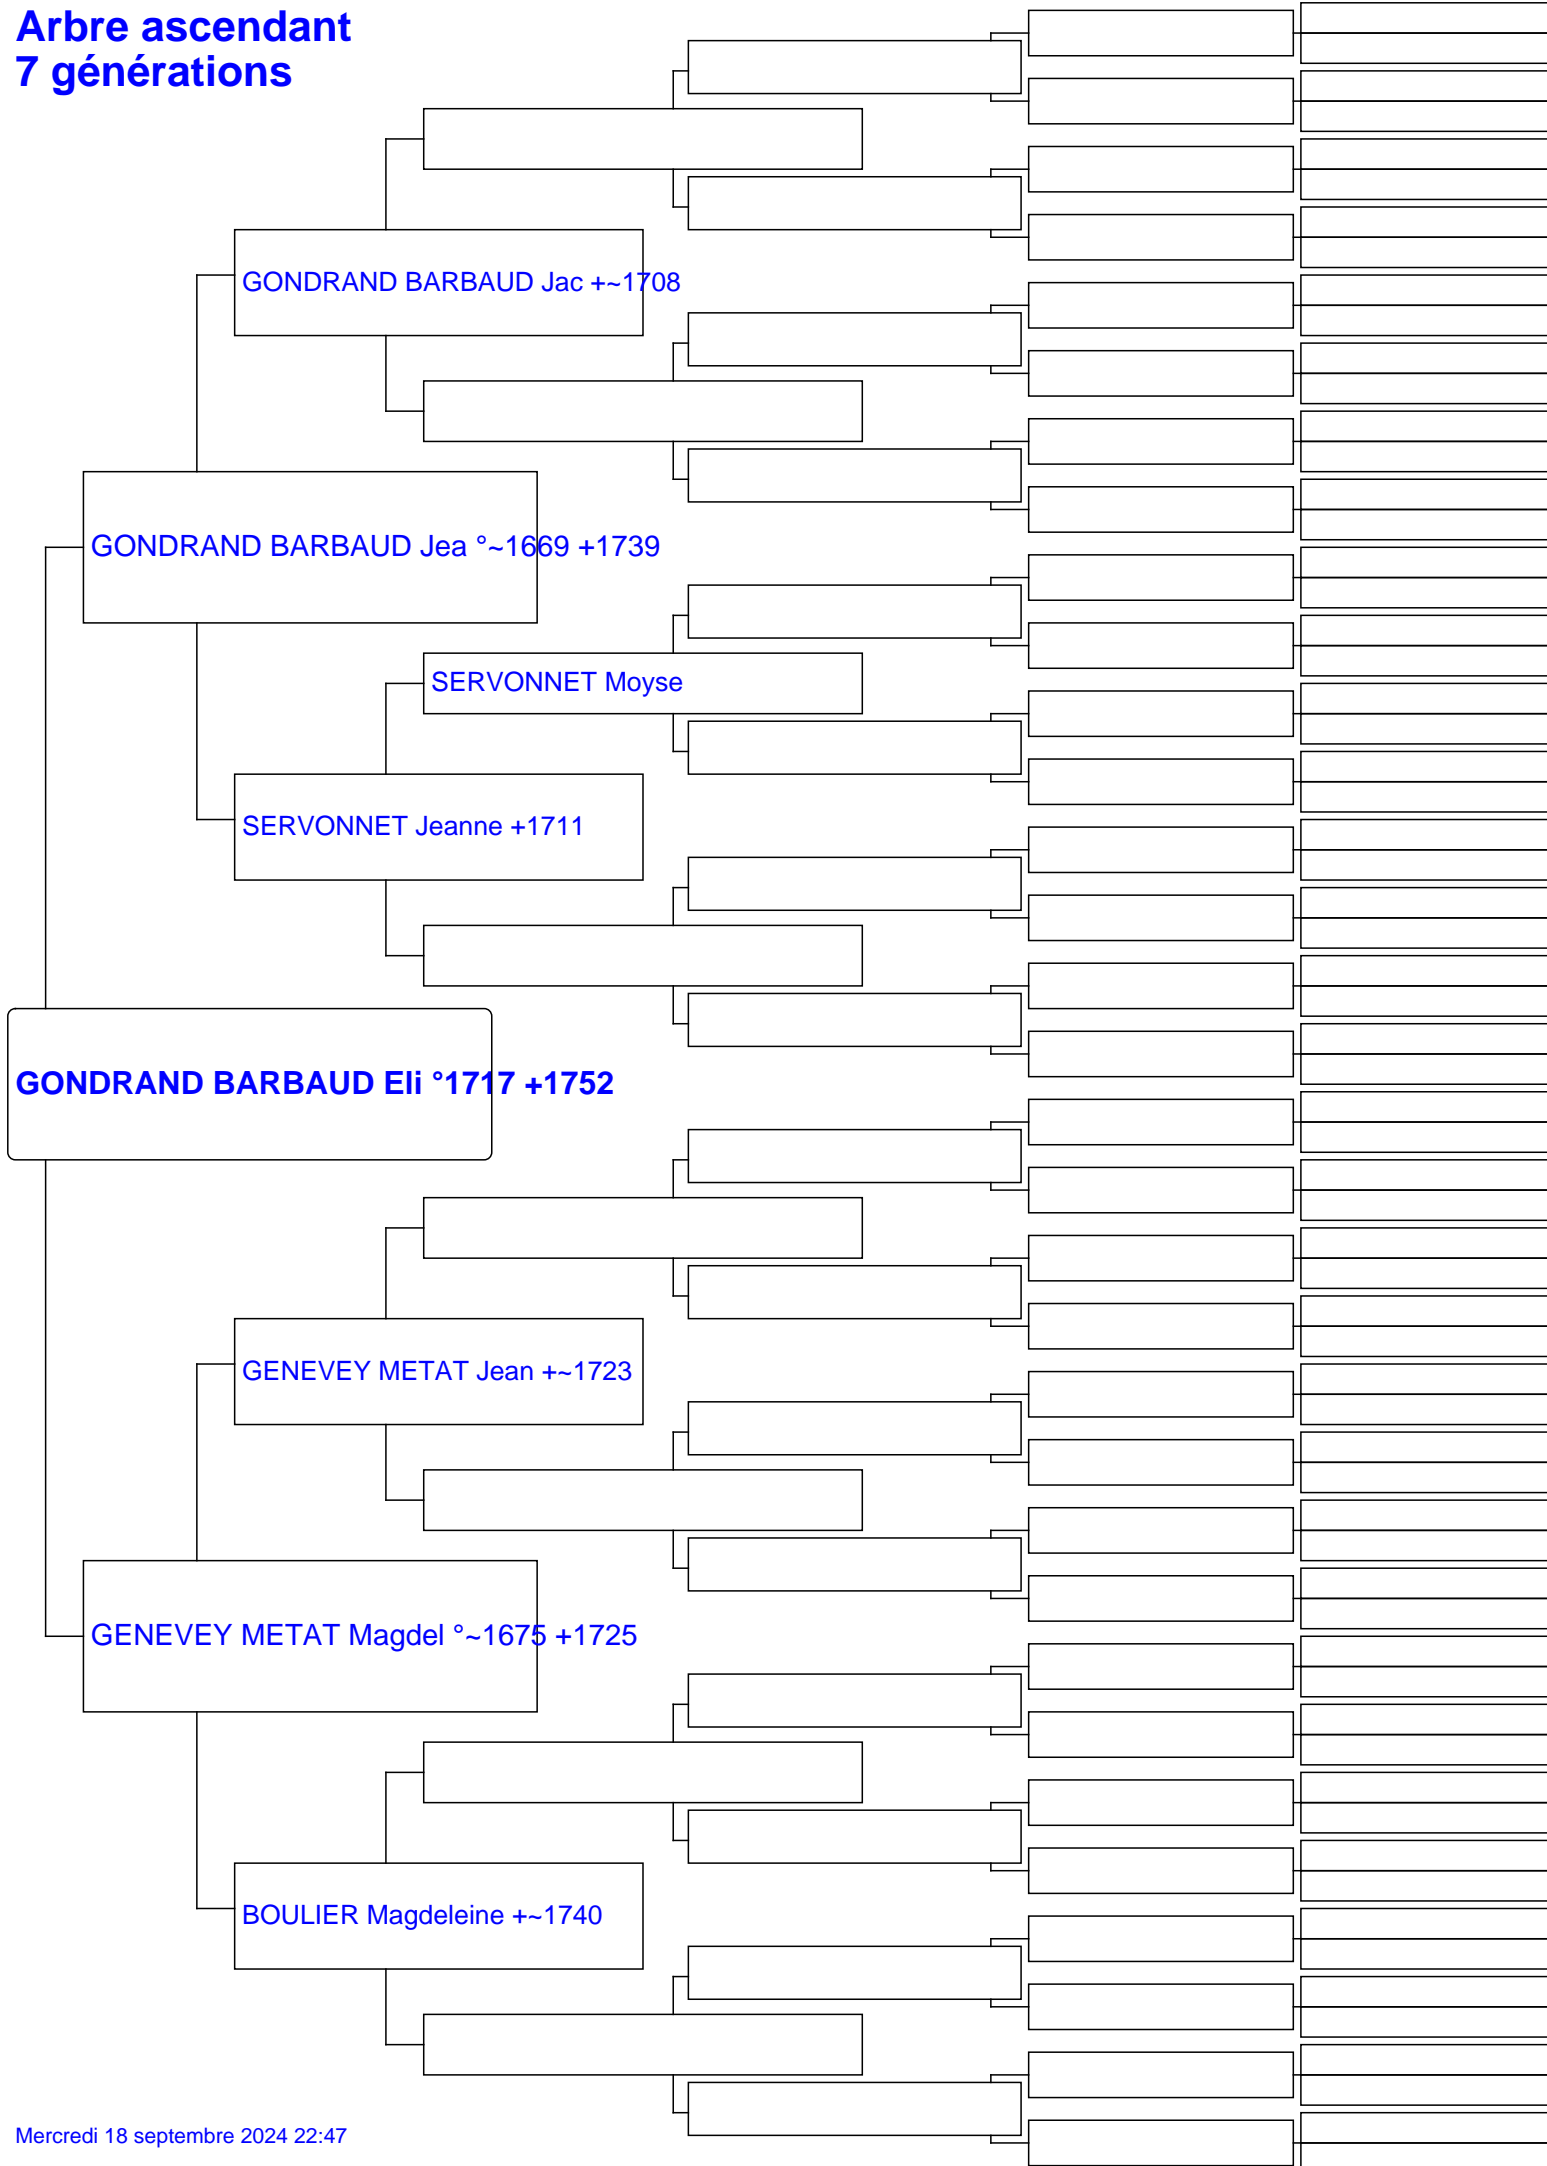 Arbre ascendant
7 générations
GONDRAND BARBAUD Jac +~1708
GONDRAND BARBAUD Jea °~1669 +1739
SERVONNET Moyse
SERVONNET Jeanne +1711
GONDRAND BARBAUD Eli °1717 +1752
GENEVEY METAT Jean +~1723
GENEVEY METAT Magdel °~1675 +1725
BOULIER Magdeleine +~1740
Mercredi 18 septembre 2024 22:47